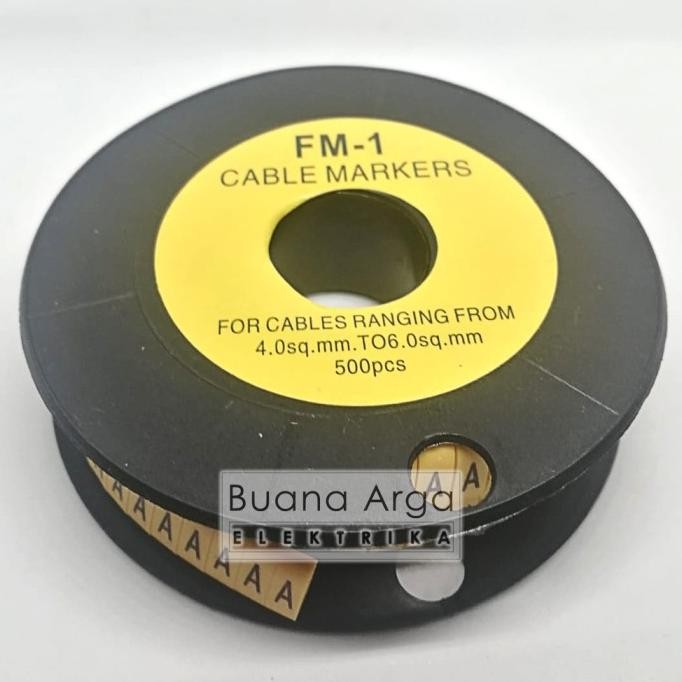 FM-1
CABLE MARKERS
FOR CABLES RANGING FROM
4.0sq.mm.TO6.0sq.mm
500pcs
A A
Buana Arga
ELEKTRIKA
A A A A A A A A